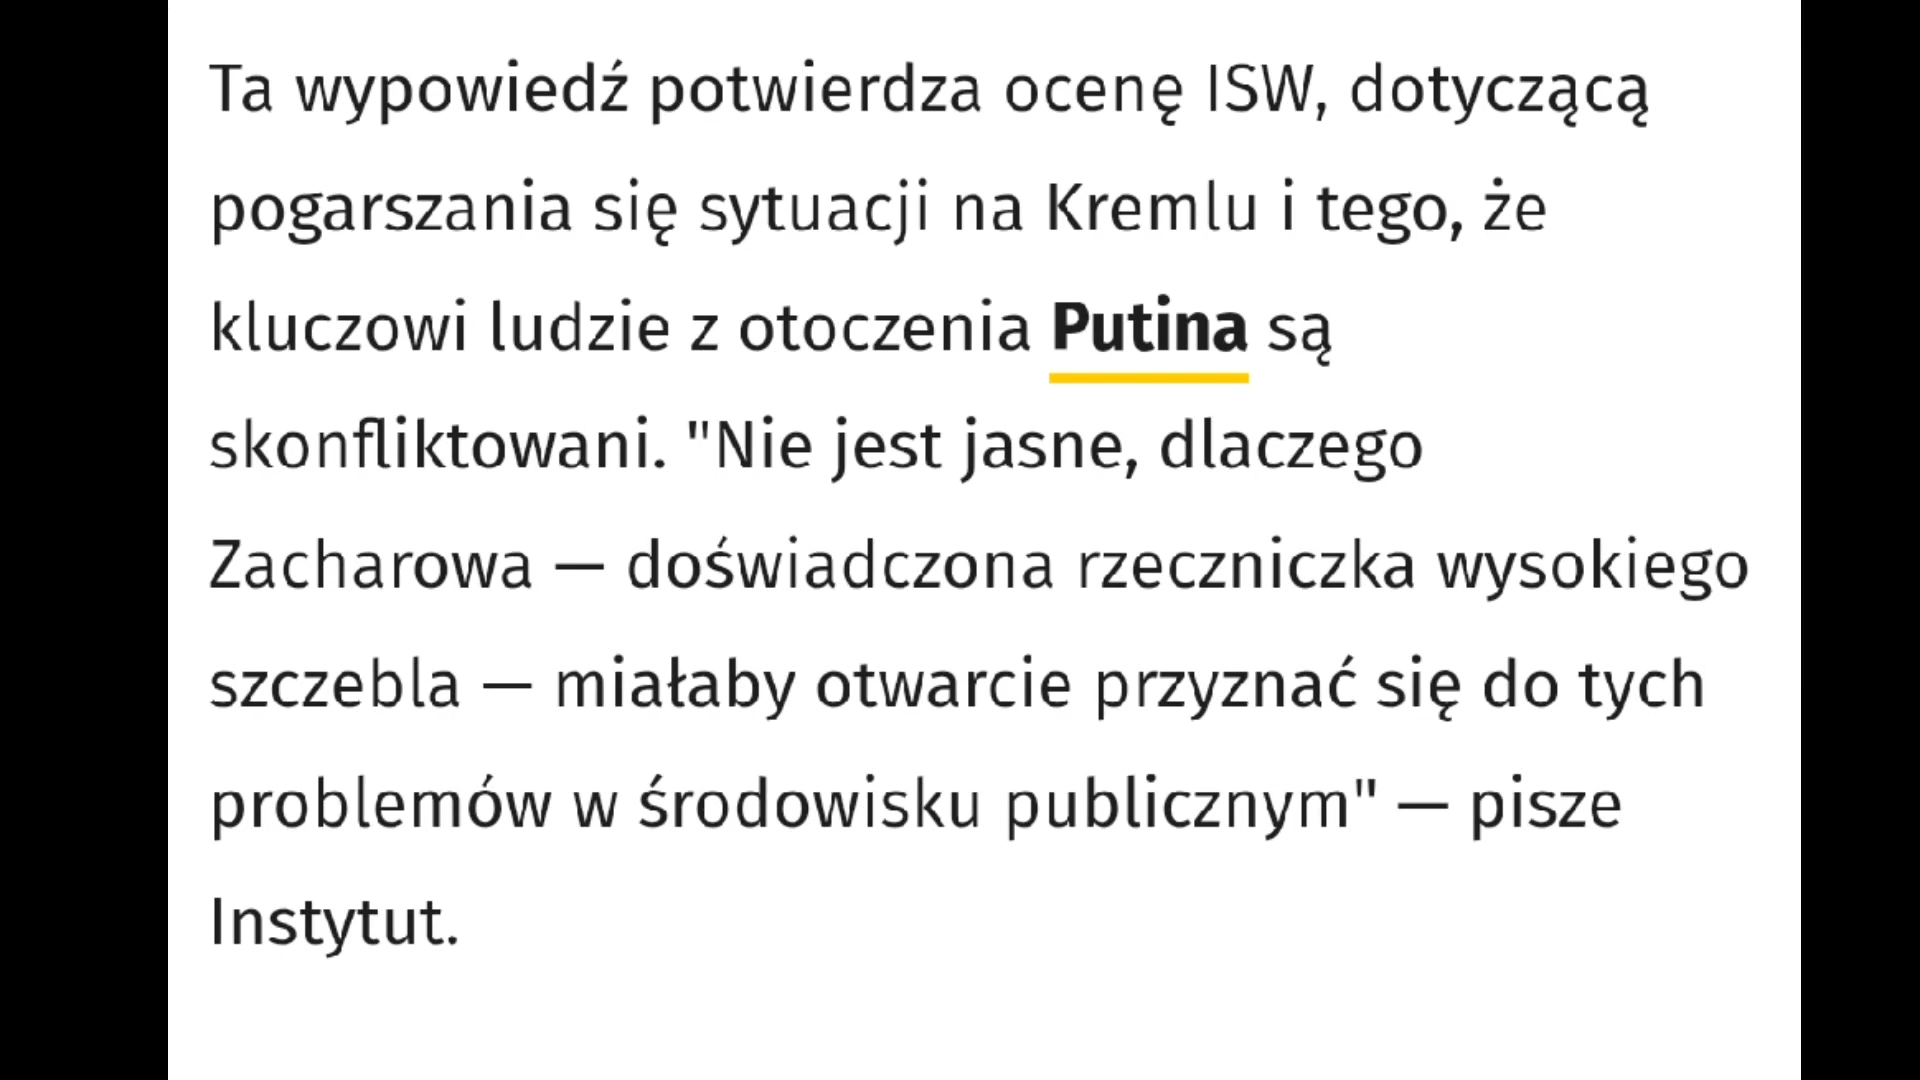 Ta wypowiedź potwierdza ocenę ISW, dotyczącą
pogarszania się sytuacji na Kremlu i tego, że
kluczowi ludzie z otoczenia Putina są
skonfliktowani. "Nie jest jasne, dlaczego
Zacharowa — doświadczona rzeczniczka wysokiego
szczebla — miałaby otwarcie przyznać się do tych
problemów w środowisku publicznym" — pisze
Instytut.